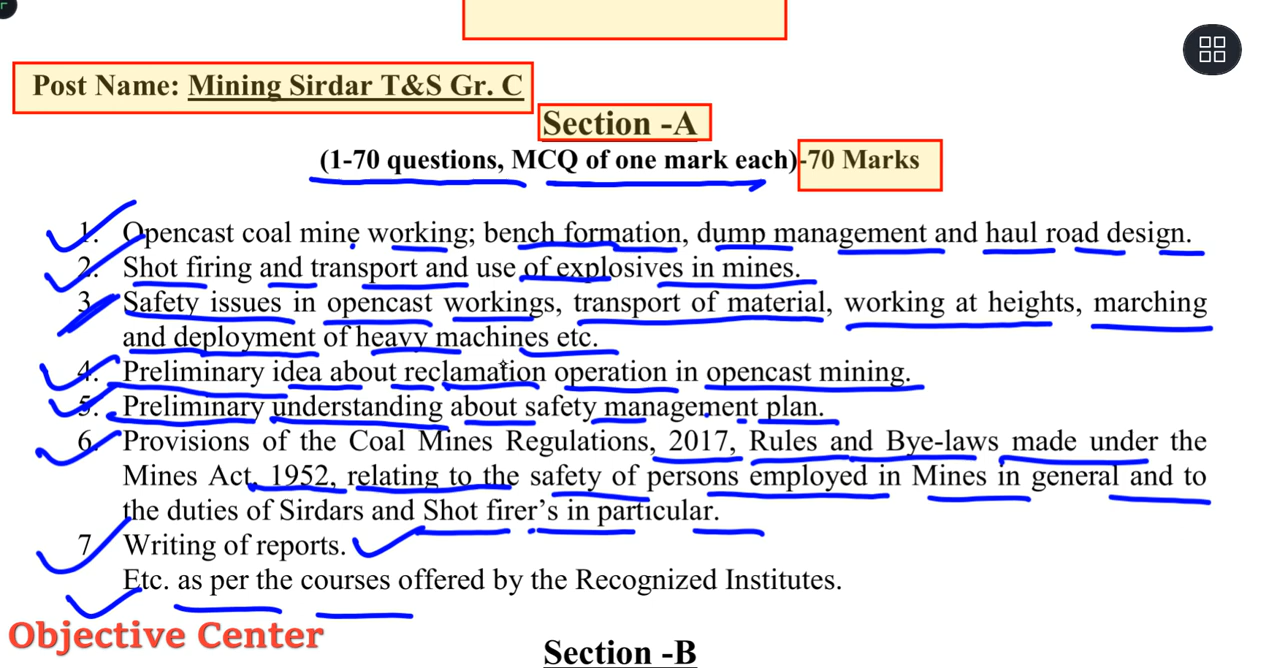 Post Name: Mining Sirdar T&S Gr. C
Section -A
(1-70 questions, MCQ of one mark each)-70 Marks
1. Opencast coal mine working; bench formation, dump management and haul road design.
2. Shot firing and transport and use of explosives in mines.
3. Safety issues in opencast workings, transport of material, working at heights, marching
and deployment of heavy machines etc.
4. Preliminary idea about reclamation operation in opencast mining.
5. Preliminary understanding about safety management plan.
6. Provisions of the Coal Mines Regulations, 2017, Rules and Bye-laws made under the
Mines Act, 1952, relating to the safety of persons employed in Mines in general and to
the duties of Sirdars and Shot firer’s in particular.
7. Writing of reports.
Etc. as per the courses offered by the Recognized Institutes.
Objective Center
Section -B